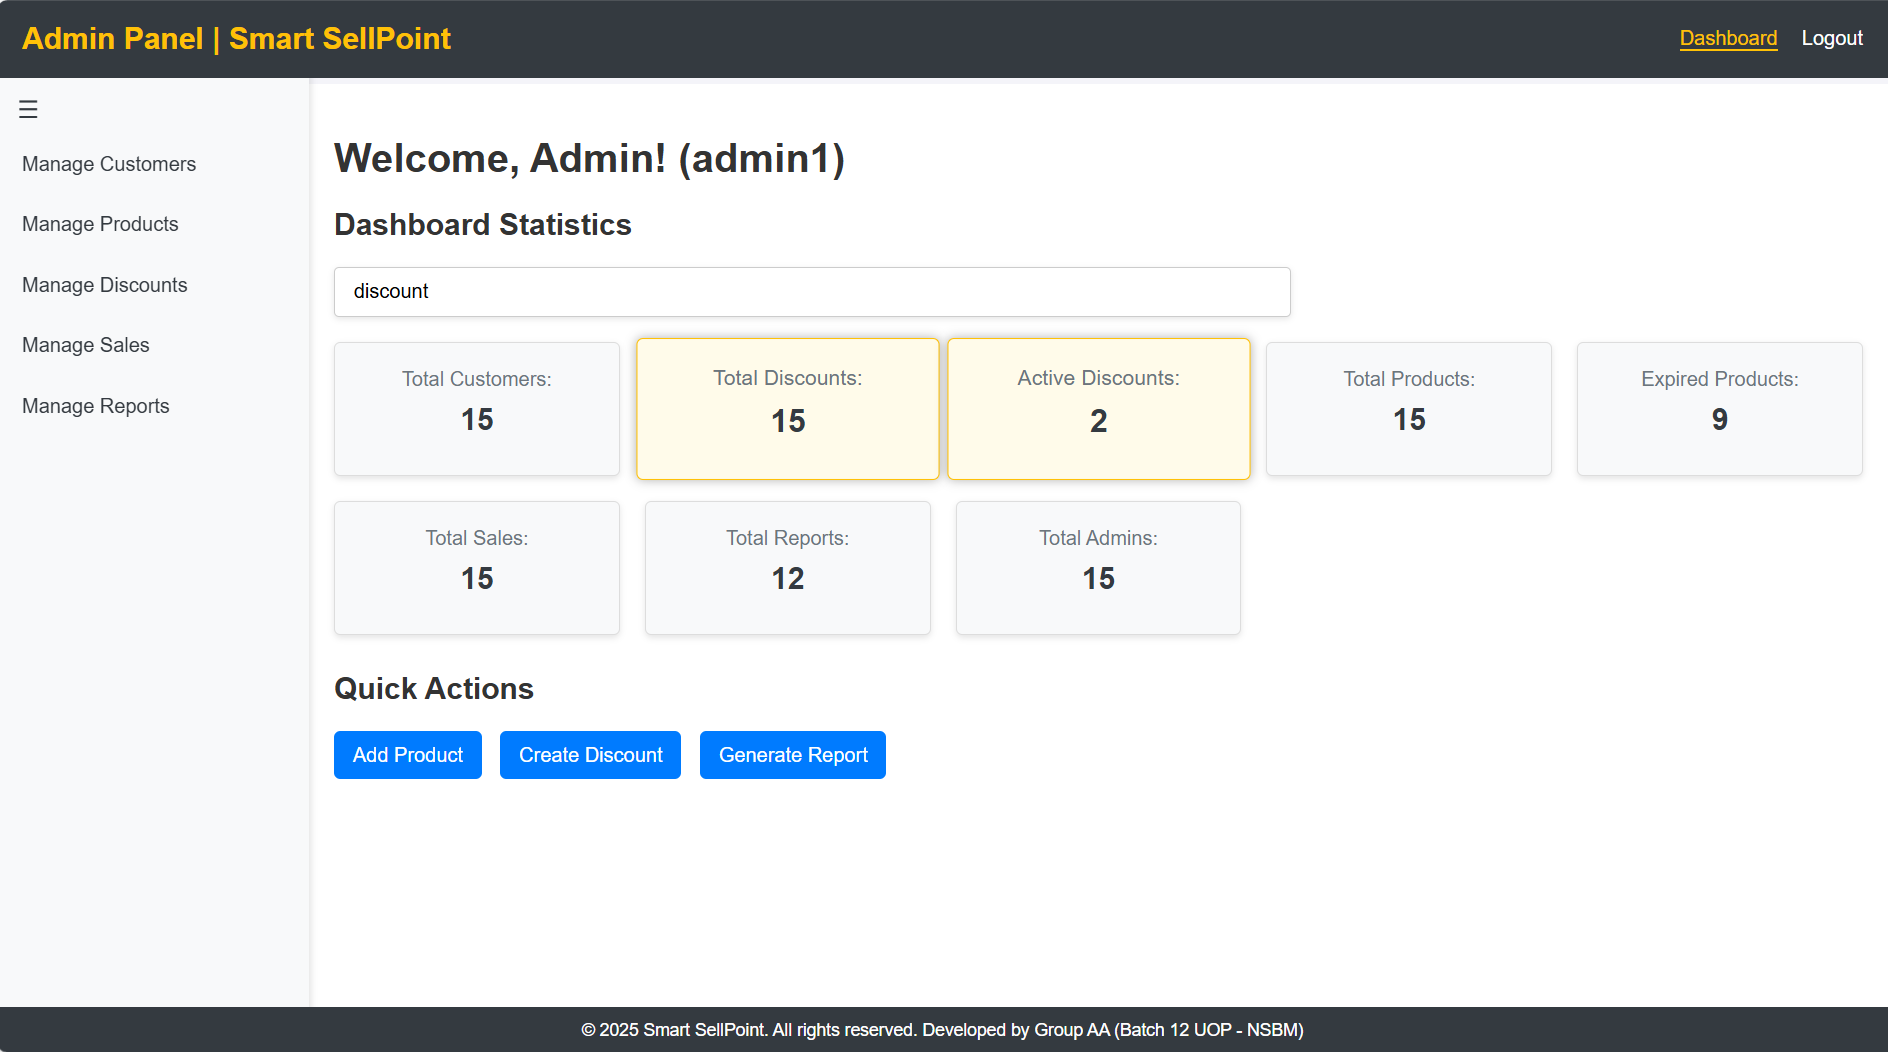 Admin Panel | Smart SellPoint
Dashboard Logout
Manage Customers
Manage Products
Manage Discounts
Manage Sales
Manage Reports
Welcome, Admin! (admin1)
Dashboard Statistics
discount
Total Customers:
15
Total Discounts:
15
Active Discounts:
2
Total Products:
15
Expired Products:
9
Total Sales:
15
Total Reports:
12
Total Admins:
15
Quick Actions
Add Product
Create Discount
Generate Report
© 2025 Smart SellPoint. All rights reserved. Developed by Group AA (Batch 12 UOP - NSBM)